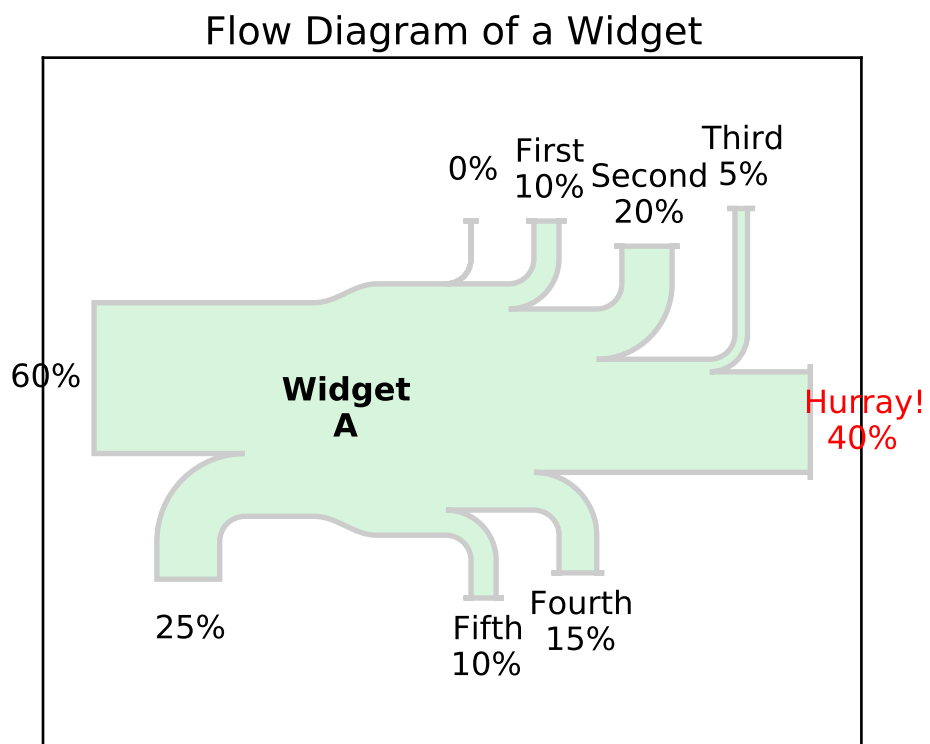 Flow Diagram of a Widget
0%
First
10%
Second
20%
Third
5%
60%
Widget
A
Hurray!
40%
25%
Fifth
10%
Fourth
15%